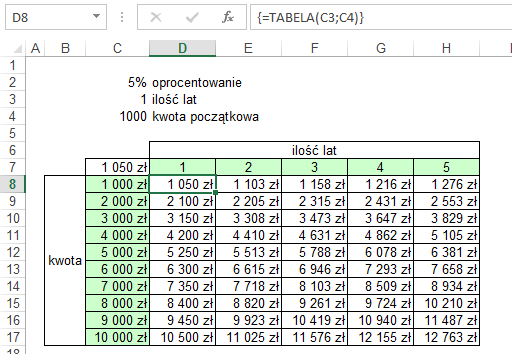 D8 fx {=TABELA(C3;C4)}
A B C D E F G H
1
2 5% oprocentowanie
3 1 ilość lat
4 1000 kwota początkowa
5
6 ilość lat
7 1 050 zł 1 2 3 4 5
8 1 000 zł 1 050 zł 1 103 zł 1 158 zł 1 216 zł 1 276 zł
9 2 000 zł 2 100 zł 2 205 zł 2 315 zł 2 431 zł 2 553 zł
10 3 000 zł 3 150 zł 3 308 zł 3 473 zł 3 647 zł 3 829 zł
11 4 000 zł 4 200 zł 4 410 zł 4 631 zł 4 862 zł 5 105 zł
12 kwota 5 000 zł 5 250 zł 5 513 zł 5 788 zł 6 078 zł 6 381 zł
13 6 000 zł 6 300 zł 6 615 zł 6 946 zł 7 293 zł 7 658 zł
14 7 000 zł 7 350 zł 7 718 zł 8 103 zł 8 509 zł 8 934 zł
15 8 000 zł 8 400 zł 8 820 zł 9 261 zł 9 724 zł 10 210 zł
16 9 000 zł 9 450 zł 9 923 zł 10 419 zł 10 940 zł 11 487 zł
17 10 000 zł 10 500 zł 11 025 zł 11 576 zł 12 155 zł 12 763 zł
18